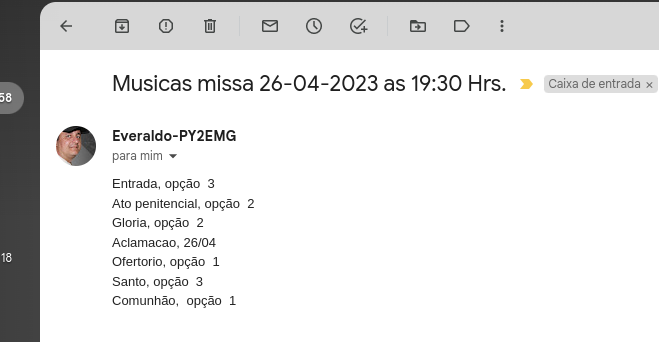 Musicas missa 26-04-2023 as 19:30 Hrs. Caixa de entrada ×
58
Everaldo-PY2EMG
para mim
Entrada, opção 3
Ato penitencial, opção 2
Gloria, opção 2
Aclamacao, 26/04
18
Ofertorio, opção 1
Santo, opção 3
Comunhão, opção 1